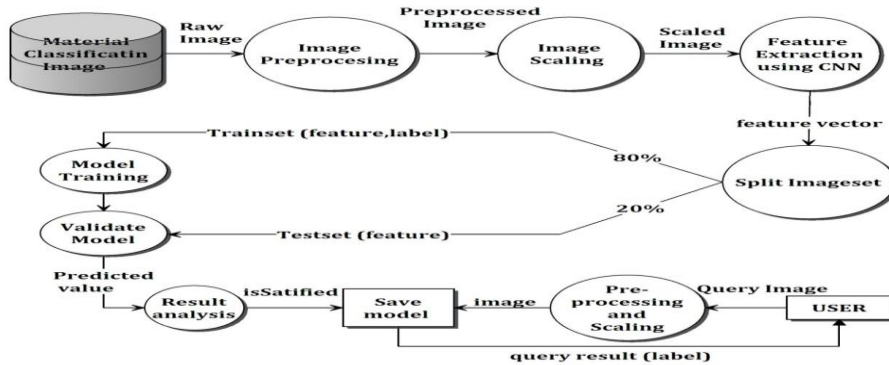 Material
Classificatin
Image
Raw
Image
Image
Preprocesing
Preprocessed
Image
Image
Scaling
Scaled
Image
Feature
Extraction
using CNN
feature vector
Split Imageset
80%
Trainset (feature,label)
20%
Testset (feature)
Model
Training
Validate
Model
Predicted
value
Result
analysis
isSatified
Save
model
image
Pre-
processing
and
Scaling
Query Image
USER
query result (label)